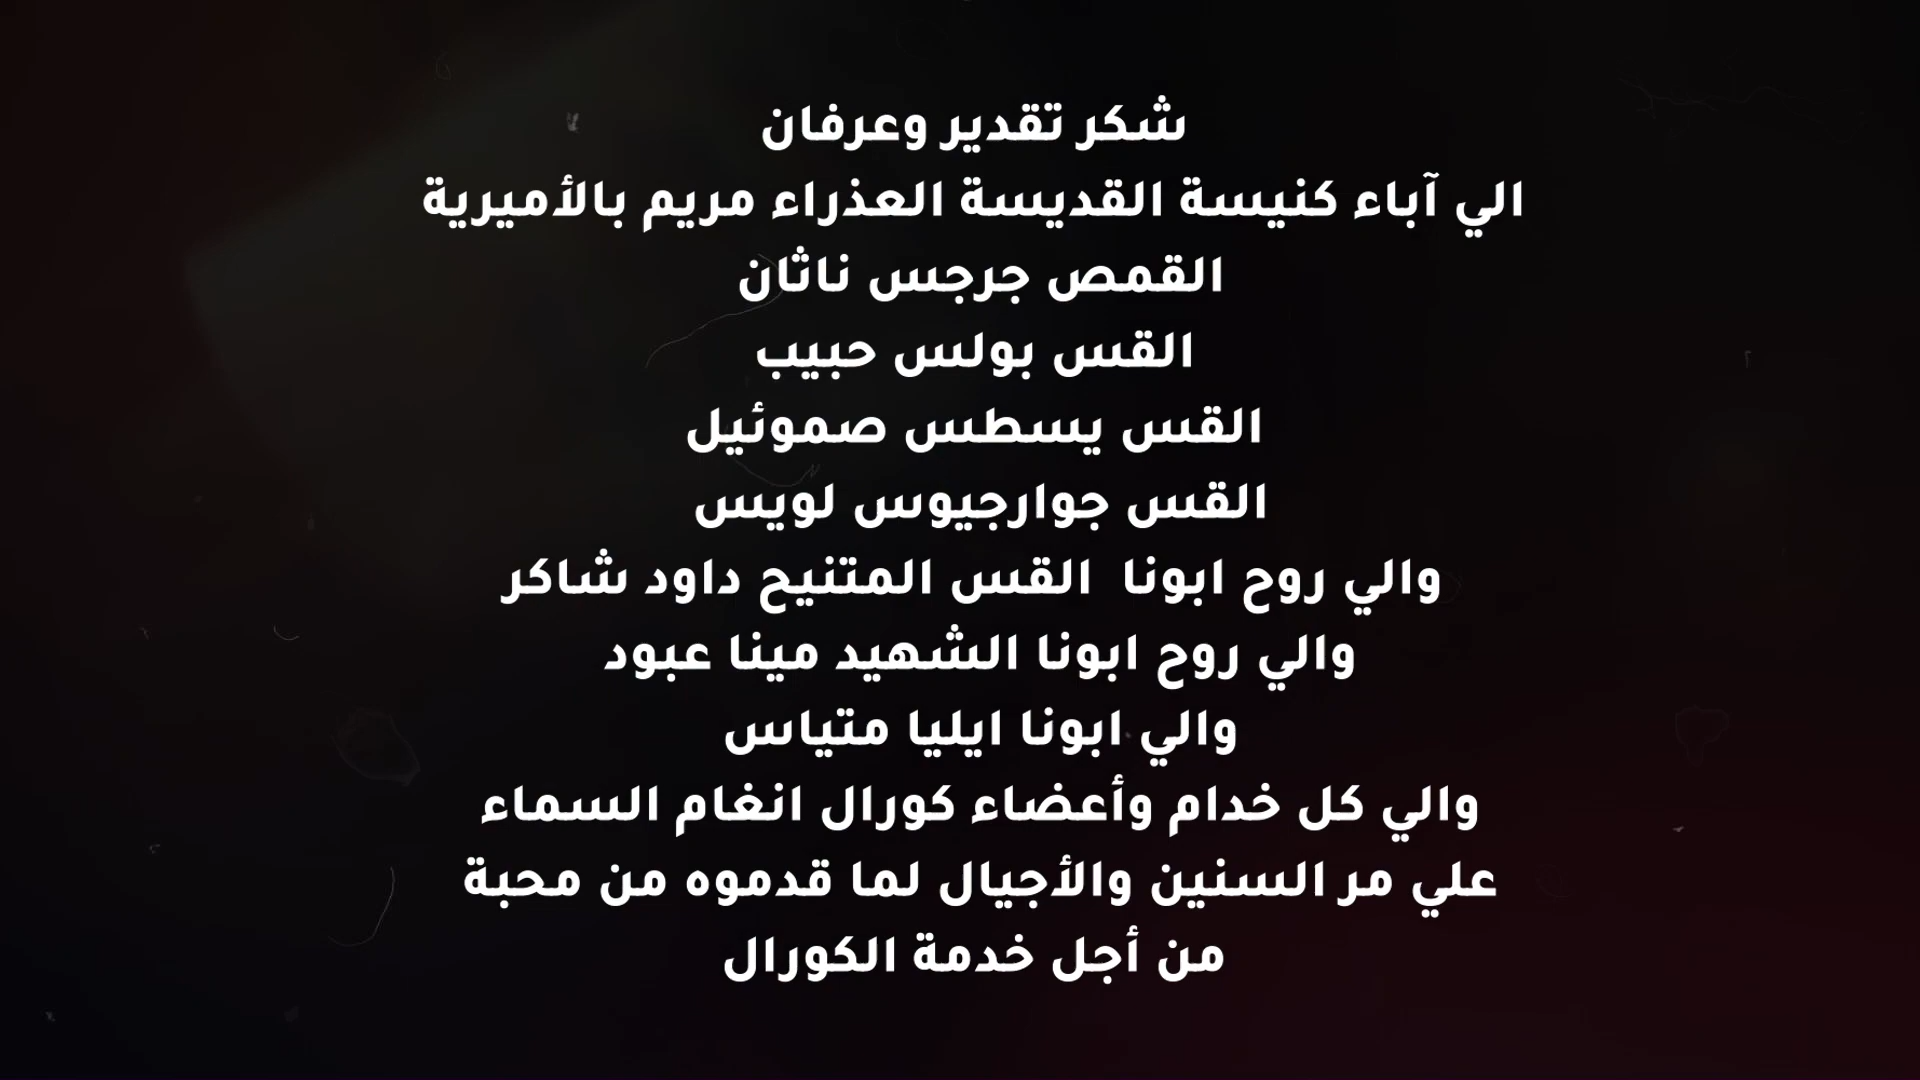 شكر تقدير وعرفان
الي آباء كنيسة القديسة العذراء مريم بالأميرية
القمص جرجس ناثان
القس بولس حبيب
القس يسطس صموئيل
القس جوارجيوس لويس
والي روح ابونا  القس المتنيح داود شاكر
والي روح ابونا الشهيد مينا عبود
والي ابونا ايليا متياس
والي كل خدام وأعضاء كورال انغام السماء
علي مر السنين والأجيال لما قدموه من محبة
من أجل خدمة الكورال